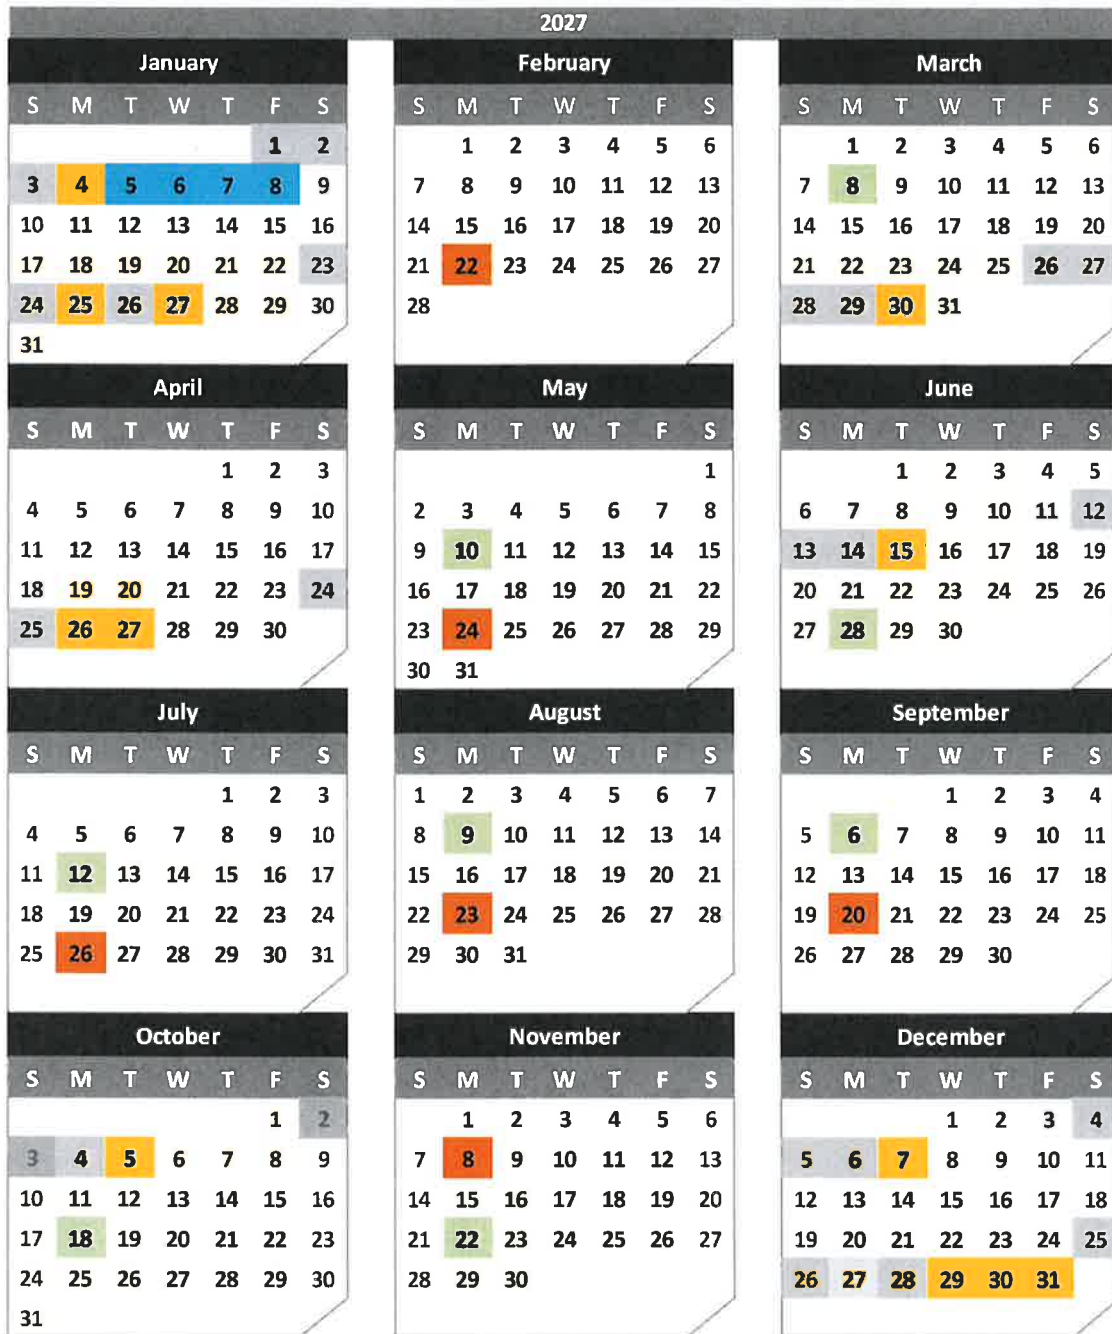 2027
January February March
S M T W T F S S M T W T F S S M T W T F S
1 2 1 2 3 4 5 6 1 2 3 4 5 6
3 4 5 6 7 8 9 7 8 9 10 11 12 13 7 8 9 10 11 12 13
10 11 12 13 14 15 16 14 15 16 17 18 19 20 14 15 16 17 18 19 20
17 18 19 20 21 22 23 21 22 23 24 25 26 27 21 22 23 24 25 26 27
24 25 26 27 28 29 30 28 28 29 30 31
31
April May June
S M T W T F S S M T W T F S S M T W T F S
1 2 3 1 1 2 3 4 5
4 5 6 7 8 9 10 2 3 4 5 6 7 8 6 7 8 9 10 11 12
11 12 13 14 15 16 17 9 10 11 12 13 14 15 13 14 15 16 17 18 19
18 19 20 21 22 23 24 16 17 18 19 20 21 22 20 21 22 23 24 25 26
25 26 27 28 29 30 23 24 25 26 27 28 29 27 28 29 30
30 31
July August September
S M T W T F S S M T W T F S S M T W T F S
1 2 3 1 2 3 4 5 6 7 1 2 3 4
4 5 6 7 8 9 10 8 9 10 11 12 13 14 5 6 7 8 9 10 11
11 12 13 14 15 16 17 15 16 17 18 19 20 21 12 13 14 15 16 17 18
18 19 20 21 22 23 24 22 23 24 25 26 27 28 19 20 21 22 23 24 25
25 26 27 28 29 30 31 29 30 31 26 27 28 29 30
October November December
S M T W T F S S M T W T F S S M T W T F S
1 2 1 2 3 4 5 6 1 2 3 4
3 4 5 6 7 8 9 7 8 9 10 11 12 13 5 6 7 8 9 10 11
10 11 12 13 14 15 16 14 15 16 17 18 19 20 12 13 14 15 16 17 18
17 18 19 20 21 22 23 21 22 23 24 25 26 27 19 20 21 22 23 24 25
24 25 26 27 28 29 30 28 29 30 26 27 28 29 30 31
31